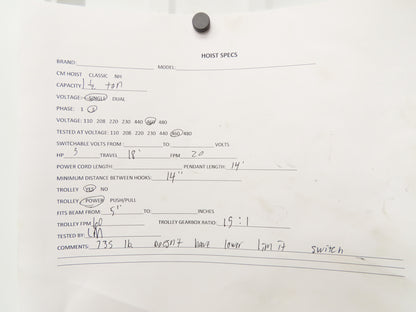 HOIST SPECS
BRAND: MODEL:
CM HOIST CLASSIC NH
CAPACITY 1 1/2 ton
VOLTAGE: SINGLE DUAL
PHASE: 1 3
VOLTAGE: 110 208 220 230 440 460 480
TESTED AT VOLTAGE: 110 208 220 230 440 460 480
SWITCHABLE VOLTS FROM: TO VOLTS
HP 5 TRAVEL 18' FPM 20
POWER CORD LENGTH: PENDANT LENGTH: 14'
MINIMUM DISTANCE BETWEEN HOOKS: 14"
TROLLEY YES NO
TROLLEY POWER PUSH/PULL
FITS BEAM FROM 5" TO INCHES
TROLLEY FPM 60 TROLLEY GEARBOX RATIO: 15:1
TESTED BY:
COMMENTS: 735 lb doesn't have lower limit switch